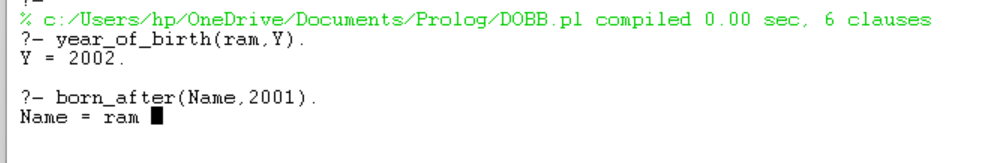 % c:/Users/hp/OneDrive/Documents/Prolog/DOBB.pl compiled 0.00 sec, 6 clauses
?- year_of_birth(ram,Y).
Y = 2002.
?- born_after(Name,2001).
Name = ram